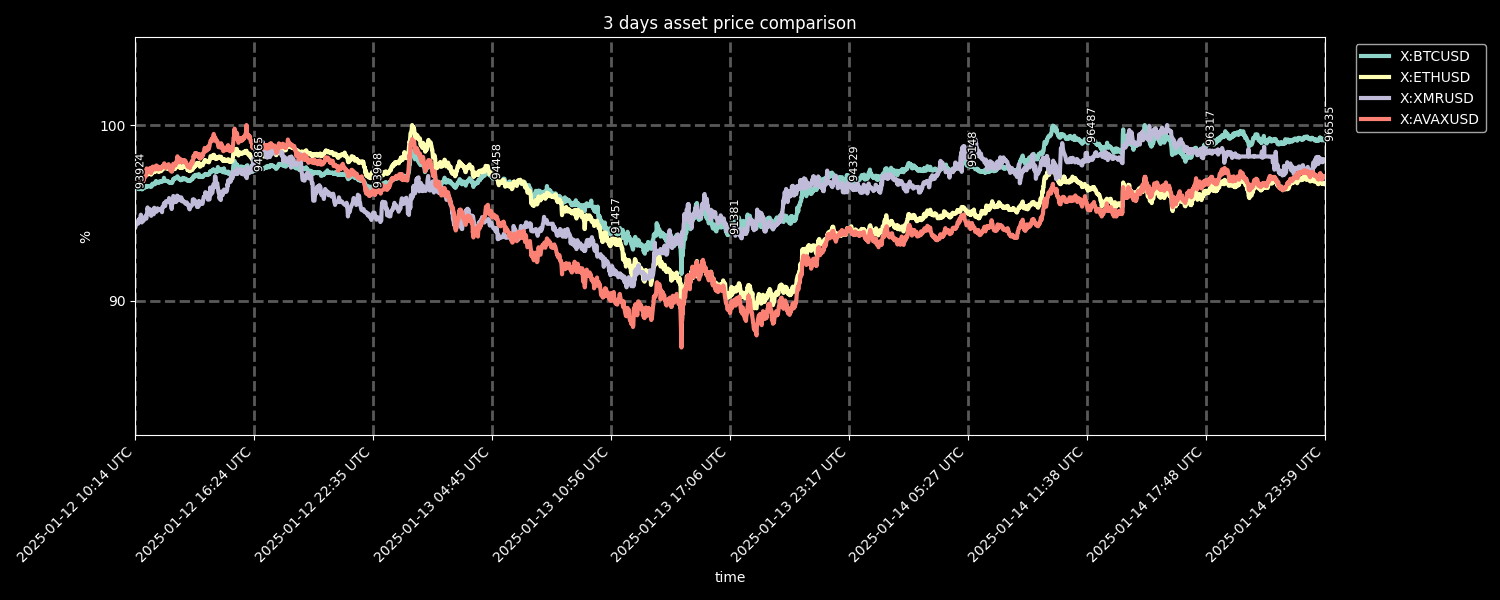 3 days asset price comparison
X:BTCUSD
X:ETHUSD
X:XMRUSD
X:AVAXUSD
%
100
90
93924
94865
93968
94458
91457
91381
94329
95148
96487
96317
96535
2025-01-12 10:14 UTC
2025-01-12 16:24 UTC
2025-01-12 22:35 UTC
2025-01-13 04:45 UTC
2025-01-13 10:56 UTC
2025-01-13 17:06 UTC
2025-01-13 23:17 UTC
2025-01-14 05:27 UTC
2025-01-14 11:38 UTC
2025-01-14 17:48 UTC
2025-01-14 23:59 UTC
time